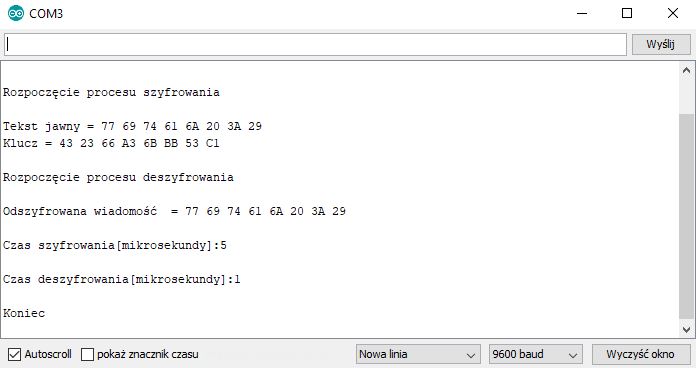 COM3
Wyślij
Rozpoczęcie procesu szyfrowania
Tekst jawny = 77 69 74 61 6A 20 3A 29
Klucz = 43 23 66 A3 6B BB 53 C1
Rozpoczęcie procesu deszyfrowania
Odszyfrowana wiadomość  = 77 69 74 61 6A 20 3A 29
Czas szyfrowania[mikrosekundy]:5
Czas deszyfrowania[mikrosekundy]:1
Koniec
Autoscroll pokaż znacznik czasu Nowa linia 9600 baud Wyczyść okno